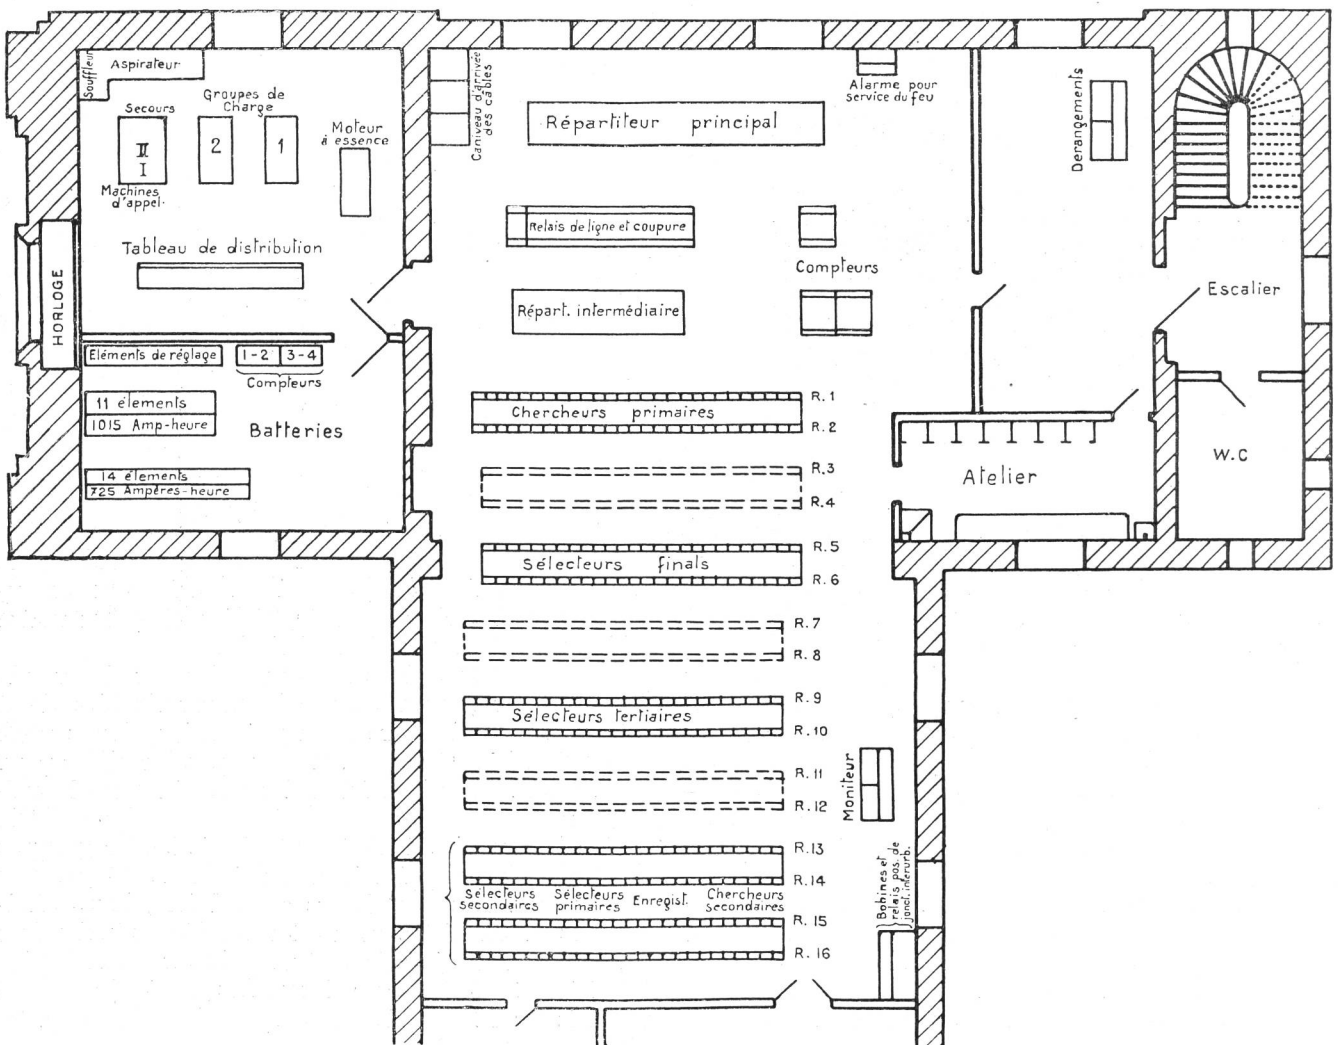 Souffleur
Aspirateur
Secours
II
I
Machines
d'appel.
Groupes de
Charge
2
1
Moteur
à essence
Tableau de distribution
HORLOGE
Eléments de réglage
1-2
3-4
Compteurs
11 élements
1015 Amp-heure
Batteries
14 élements
725 Ampères-heure
Caniveau d'arrivée
des câbles
Répartiteur principal
Alarme pour
service du feu
Relais de ligne et coupure
Compteurs
Répart. intermédiaire
Derangements
Escalier
W.C
Atelier
R.1
Chercheurs primaires
R.2
R.3
R.4
R.5
Sélecteurs finals
R.6
R.7
R.8
R.9
Sélecteurs tertiaires
R.10
R.11
R.12
Moniteur
R.13
R.14
Sélecteurs
secondaires
Sélecteurs
primaires
Enregist.
Chercheurs
secondaires
R.15
R.16
Bobines et
relais pos. de
jonct. interurb.